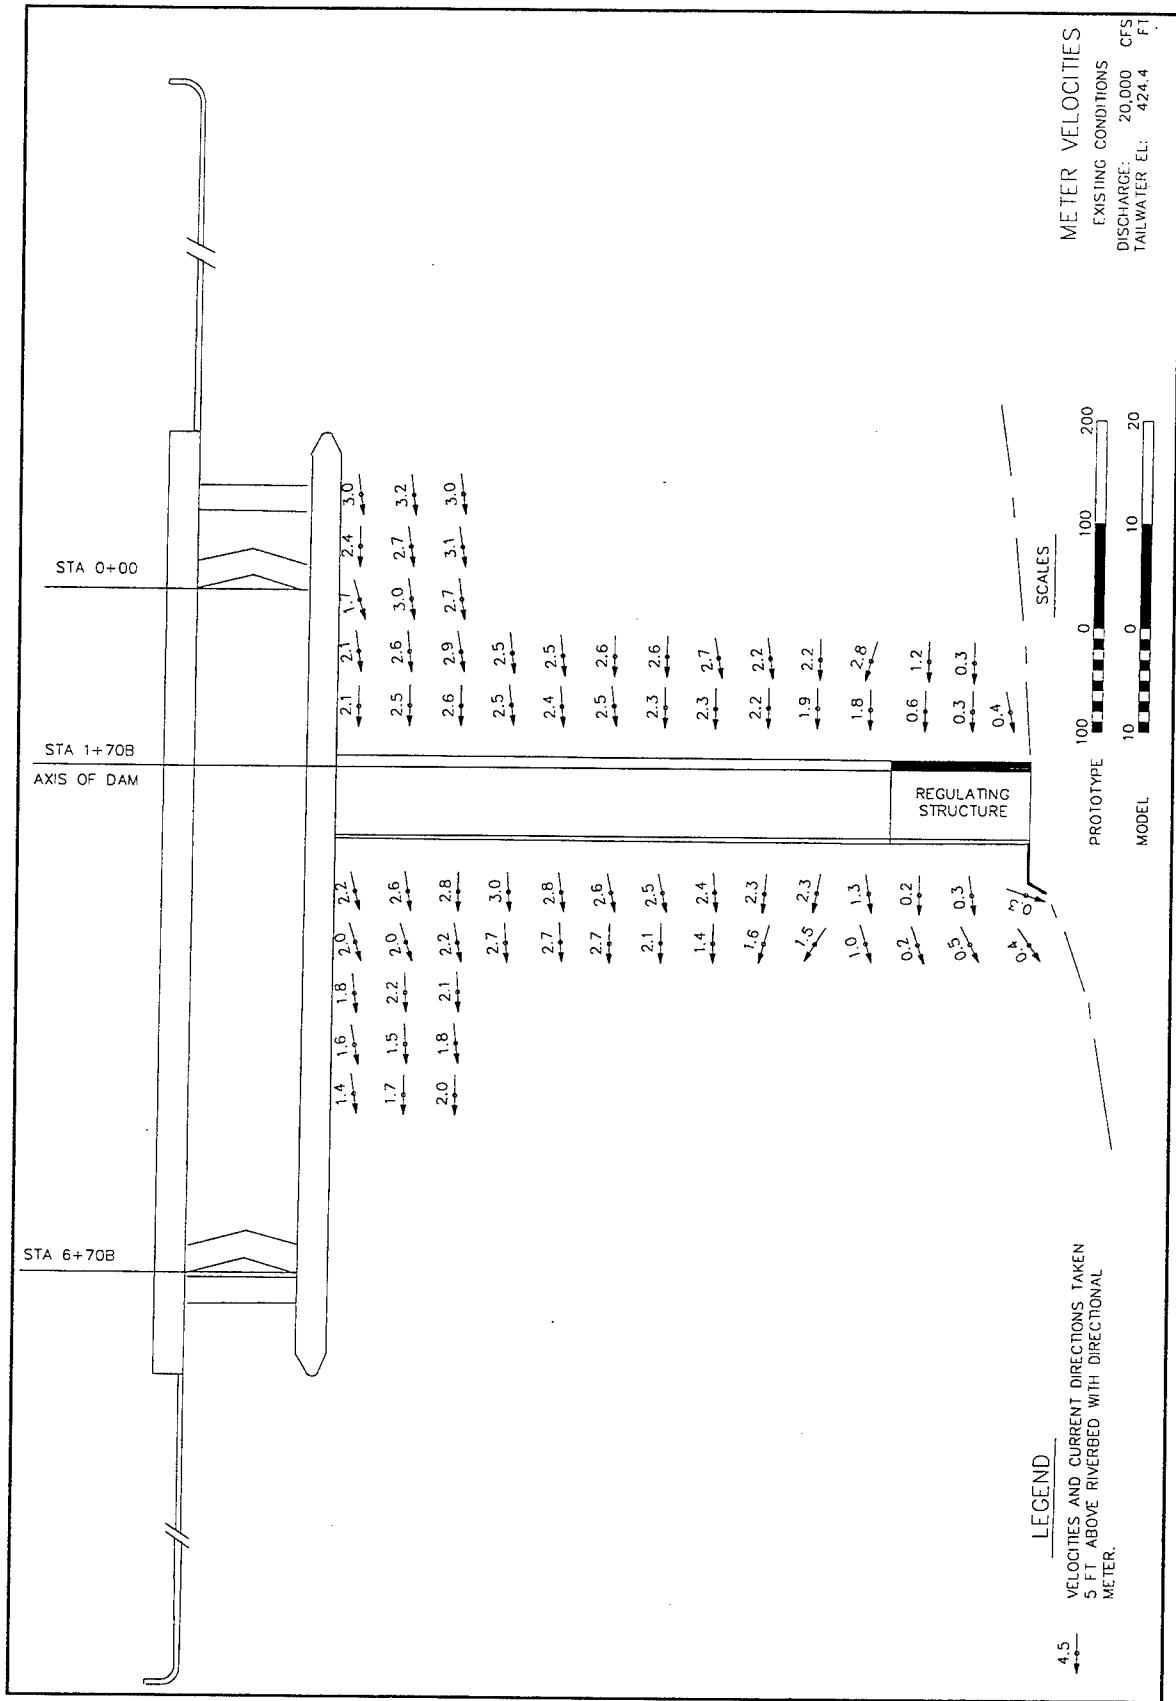 METER VELOCITIES
EXISTING CONDITIONS
DISCHARGE: 20,000 CFS
TAILWATER EL: 424.4 FT
STA 0+00
STA 1+70B
AXIS OF DAM
STA 6+70B
3.0
3.2
3.0
2.4
2.7
3.1
1.7
3.0
2.7
2.1 2.6 2.9 2.5 2.5 2.6 2.6 2.7 2.2 2.2 2.8 1.2 0.3
2.1 2.5 2.6 2.5 2.4 2.5 2.3 2.3 2.2 1.9 1.8 0.6 0.3 0.4
REGULATING
STRUCTURE
2.2 2.6 2.8 3.0 2.8 2.6 2.5 2.4 2.3 2.3 1.3 0.2 0.3 0.3
2.0 2.0 2.2 2.7 2.7 2.7 2.1 1.4 1.6 1.5 1.0 0.2 0.5 0.4
1.8 2.2 2.1
1.6 1.5 1.8
1.4 1.7 2.0
SCALES
PROTOTYPE 100 0 100 200
MODEL 10 0 10 20
LEGEND
4.5
VELOCITIES AND CURRENT DIRECTIONS TAKEN
5 FT ABOVE RIVERBED WITH DIRECTIONAL
METER.